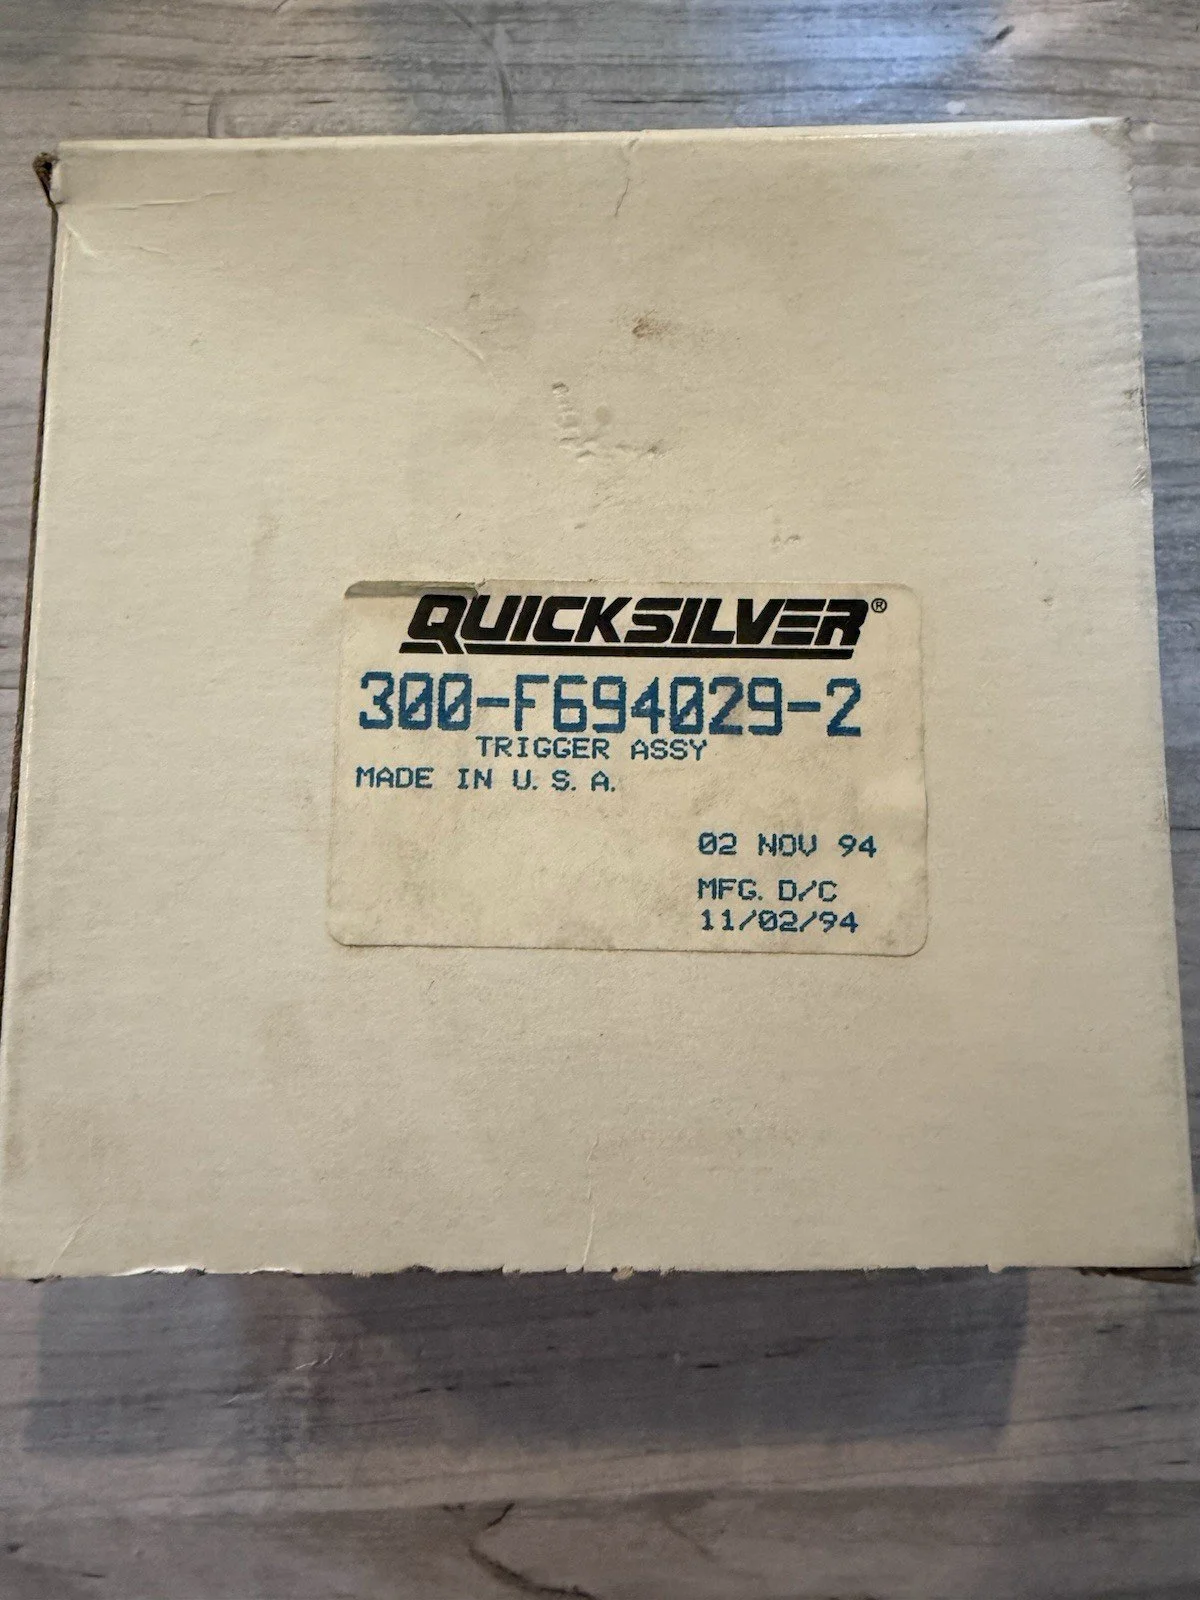 QUICKSILVER®
300-F694029-2
TRIGGER ASSY
MADE IN U.S.A.
02 NOV 94
MFG. D/C
11/02/94